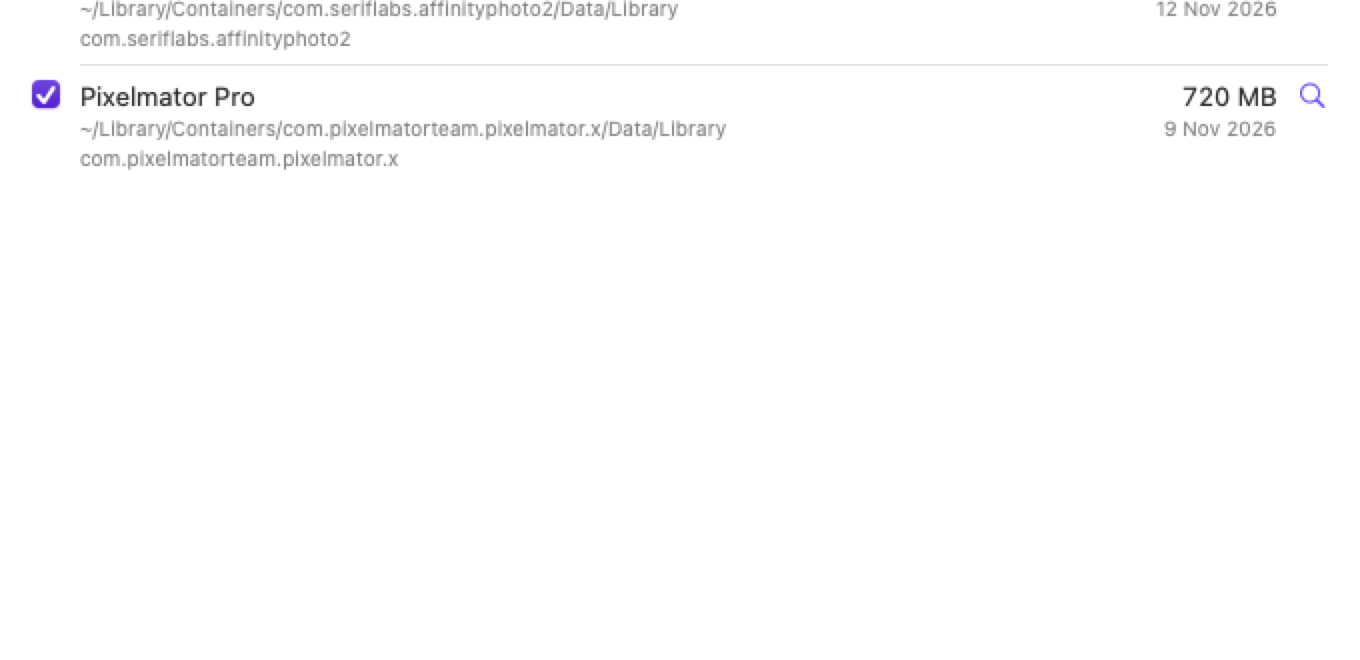 ~/Library/Containers/com.seriflabs.affinityphoto2/Data/Library 12 Nov 2026
com.seriflabs.affinityphoto2
Pixelmator Pro 720 MB
~/Library/Containers/com.pixelmatorteam.pixelmator.x/Data/Library 9 Nov 2026
com.pixelmatorteam.pixelmator.x